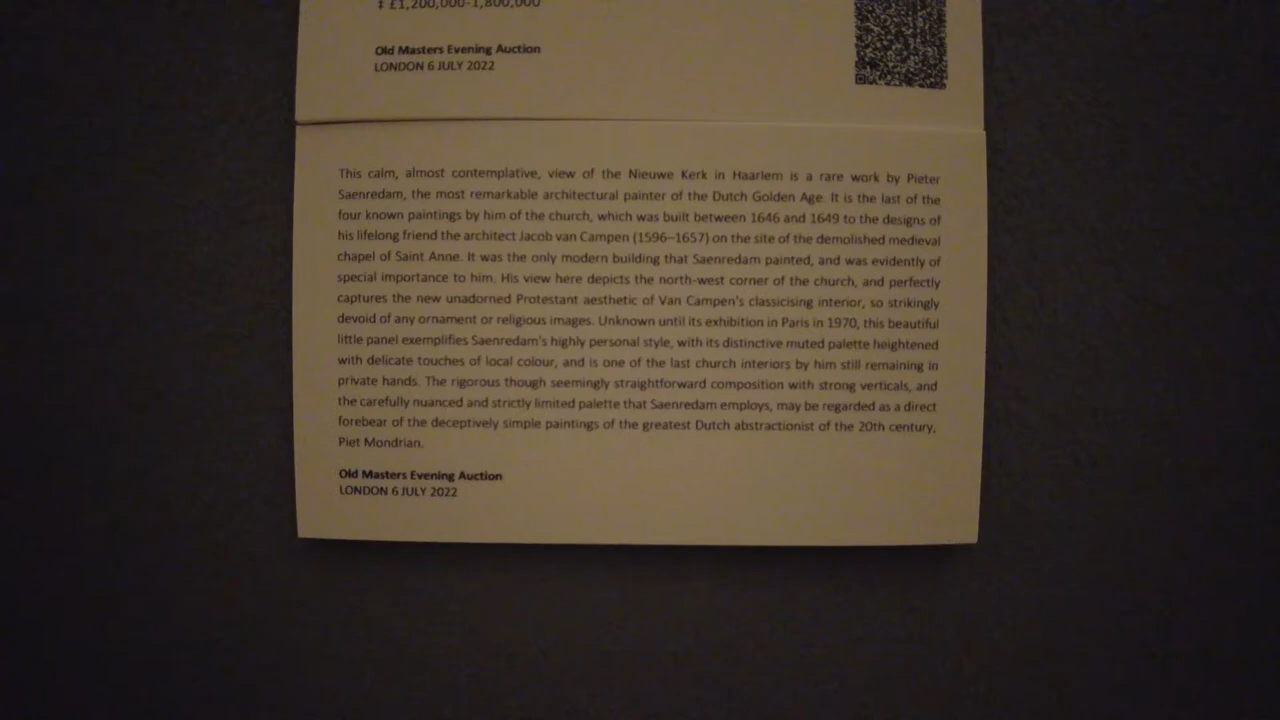 ‡ £1,200,000-1,800,000
Old Masters Evening Auction
LONDON 6 JULY 2022
This calm, almost contemplative, view of the Nieuwe Kerk in Haarlem is a rare work by Pieter
Saenredam, the most remarkable architectural painter of the Dutch Golden Age. It is the last of the
four known paintings by him of the church, which was built between 1646 and 1649 to the designs of
his lifelong friend the architect Jacob van Campen (1596–1657) on the site of the demolished medieval
chapel of Saint Anne. It was the only modern building that Saenredam painted, and was evidently of
special importance to him. His view here depicts the north-west corner of the church, and perfectly
captures the new unadorned Protestant aesthetic of Van Campen's classicising interior, so strikingly
devoid of any ornament or religious images. Unknown until its exhibition in Paris in 1970, this beautiful
little panel exemplifies Saenredam's highly personal style, with its distinctive muted palette heightened
with delicate touches of local colour, and is one of the last church interiors by him still remaining in
private hands. The rigorous though seemingly straightforward composition with strong verticals, and
the carefully nuanced and strictly limited palette that Saenredam employs, may be regarded as a direct
forebear of the deceptively simple paintings of the greatest Dutch abstractionist of the 20th century,
Piet Mondrian.
Old Masters Evening Auction
LONDON 6 JULY 2022